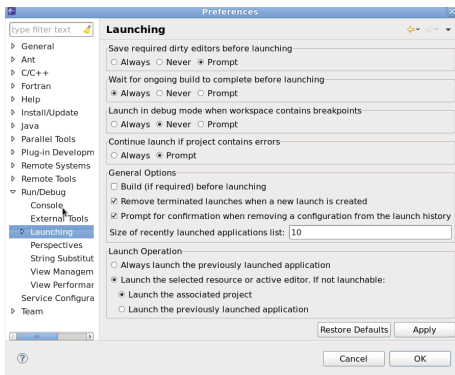 Preferences
type filter text
General
Ant
C/C++
Fortran
Help
Install/Update
Java
Parallel Tools
Plug-in Developm
Remote Systems
Remote Tools
Run/Debug
Console
External Tools
Launching
Perspectives
String Substitut
View Managem
View Performar
Service Configura
Team
Launching
Save required dirty editors before launching
Always Never Prompt
Wait for ongoing build to complete before launching
Always Never Prompt
Launch in debug mode when workspace contains breakpoints
Always Never Prompt
Continue launch if project contains errors
Always Prompt
General Options
Build (if required) before launching
Remove terminated launches when a new launch is created
Prompt for confirmation when removing a configuration from the launch history
Size of recently launched applications list: 10
Launch Operation
Always launch the previously launched application
Launch the selected resource or active editor. If not launchable:
Launch the associated project
Launch the previously launched application
Restore Defaults Apply
Cancel OK